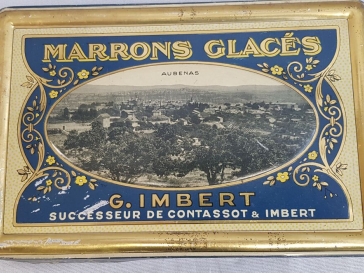 MARRONS GLACÉS
AUBENAS
G. IMBERT
SUCCESSEUR DE CONTASSOT & IMBERT